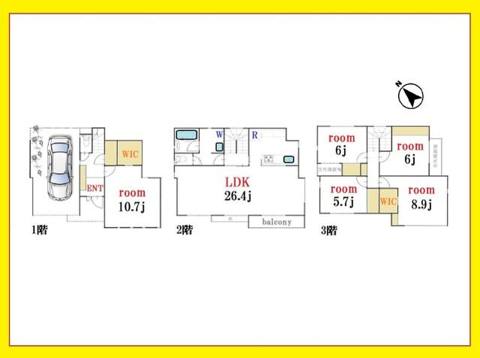 N
WIC
ENT
room
10.7j
1階
W
R
LDK
26.4j
balcony
2階
room
6j
room
6j
room
5.7j
WIC
room
8.9j
3階